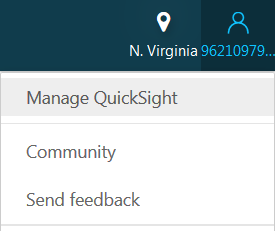 N. Virginia 96210979...
Manage QuickSight
Community
Send feedback